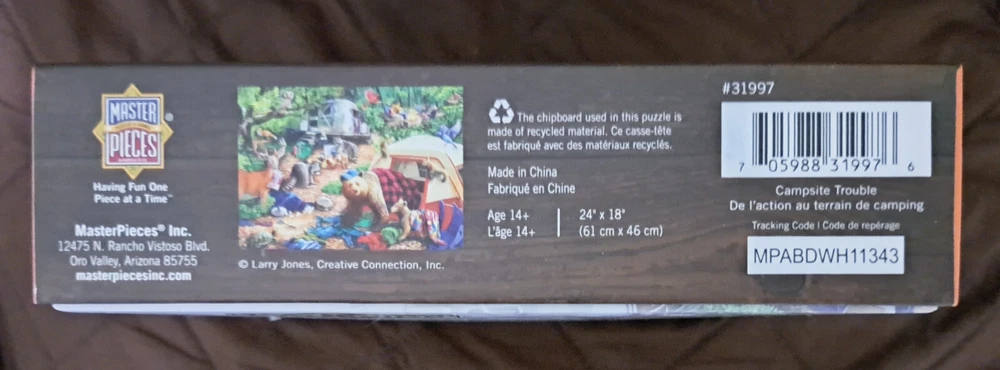 MASTER
PIECES
®
Having Fun One
Piece at a Time™
MasterPieces® Inc.
12475 N. Rancho Vistoso Blvd.
Oro Valley, Arizona 85755
masterpiecesinc.com
© Larry Jones, Creative Connection, Inc.
The chipboard used in this puzzle is
made of recycled material. Ce casse-tête
est fabriqué avec des matériaux recyclés.
Made in China
Fabriqué en Chine
Age 14+
L'âge 14+
24" x 18"
(61 cm x 46 cm)
#31997
7 05988 31997 6
Campsite Trouble
De l'action au terrain de camping
Tracking Code | Code de repérage
MPABDWH11343